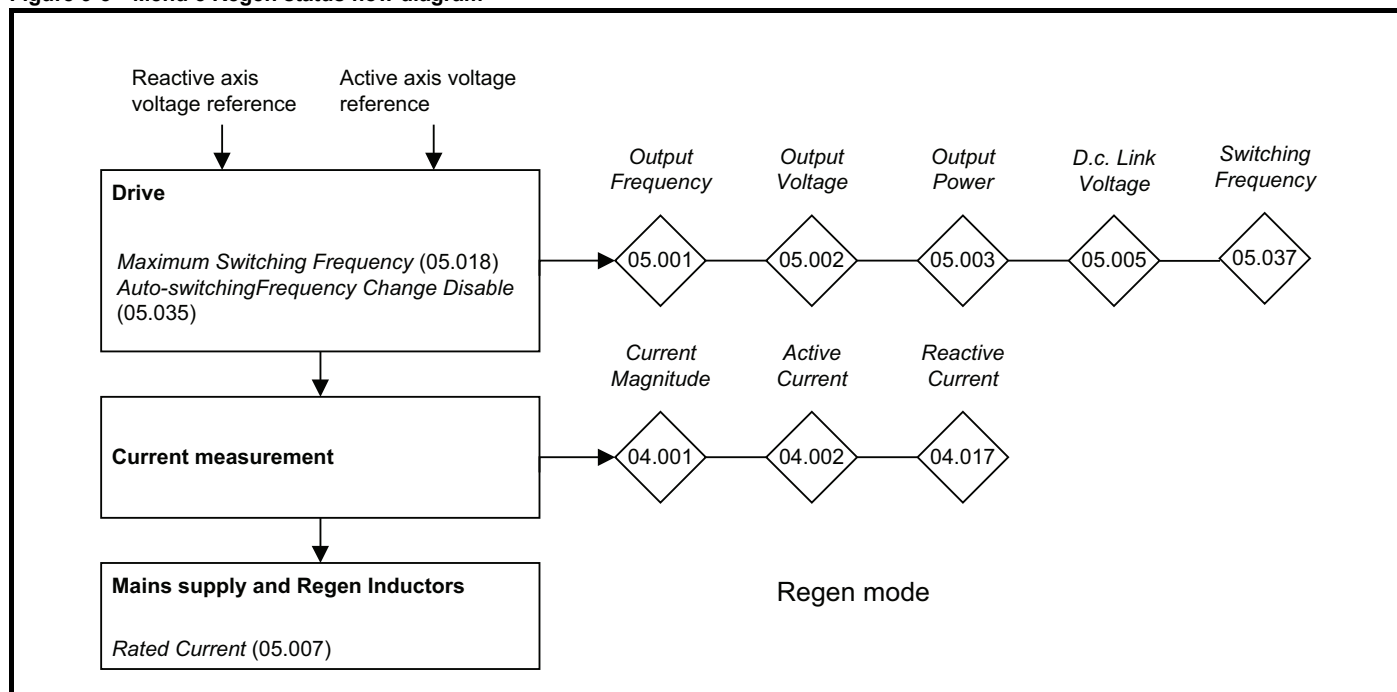 Reactive axis
voltage reference
Active axis voltage
reference
Drive
Maximum Switching Frequency (05.018)
Auto-switchingFrequency Change Disable
(05.035)
Output
Frequency
Output
Voltage
Output
Power
D.c. Link
Voltage
Switching
Frequency
05.001
05.002
05.003
05.005
05.037
Current
Magnitude
Active
Current
Reactive
Current
Current measurement
04.001
04.002
04.017
Mains supply and Regen Inductors
Rated Current (05.007)
Regen mode